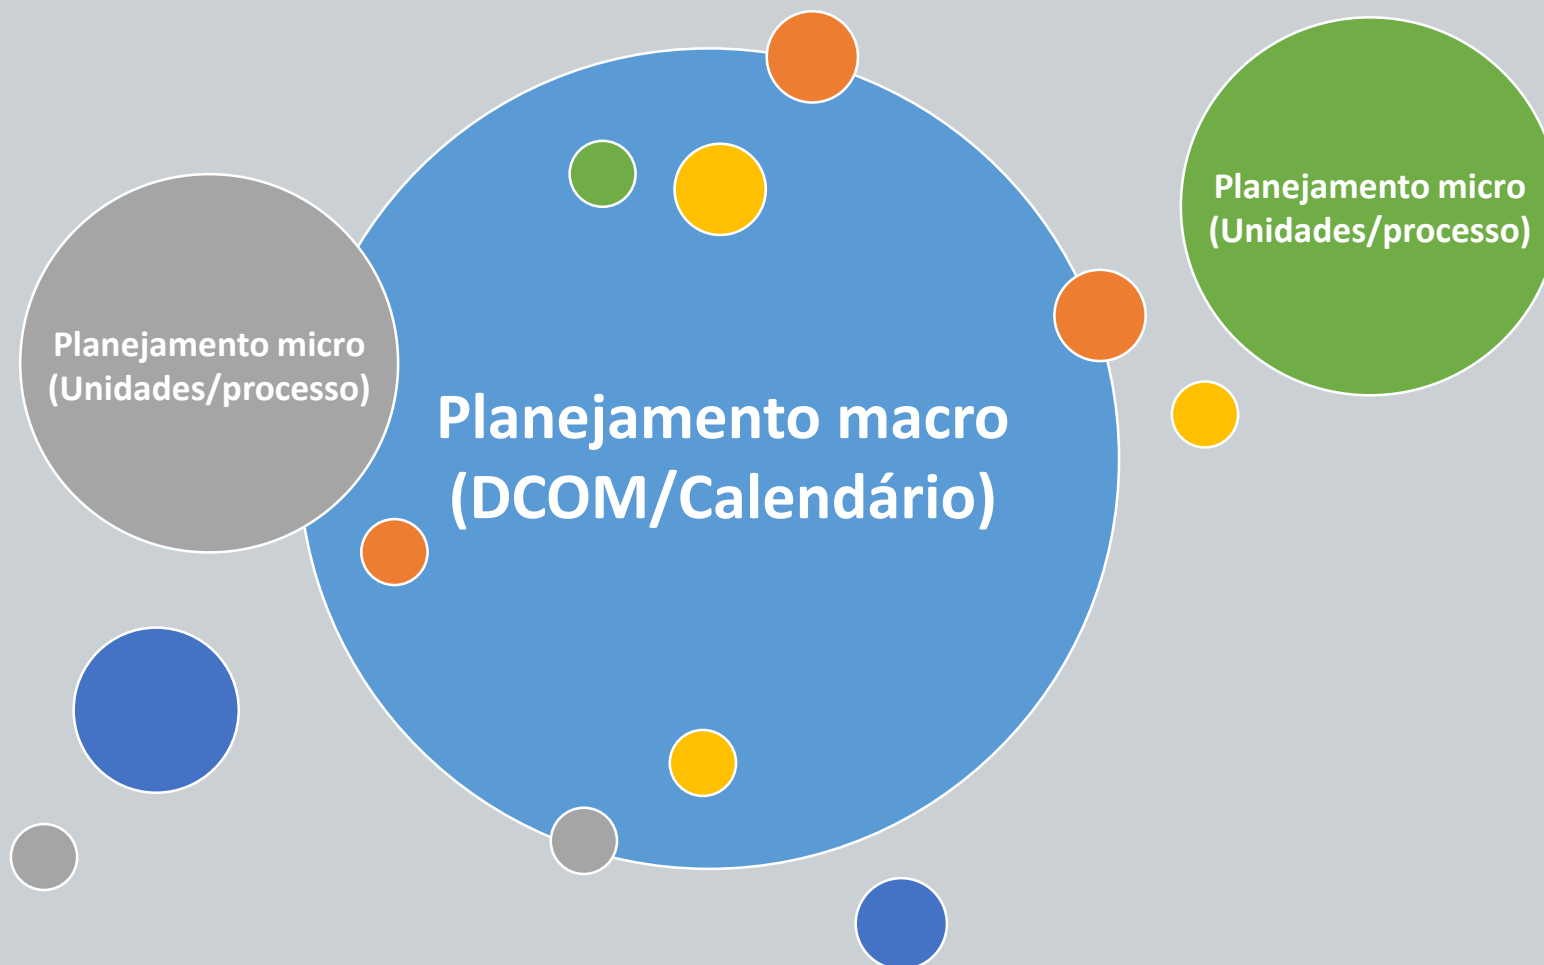 Planejamento micro
(Unidades/processo)
Planejamento macro
(DCOM/Calendário)
Planejamento micro
(Unidades/processo)